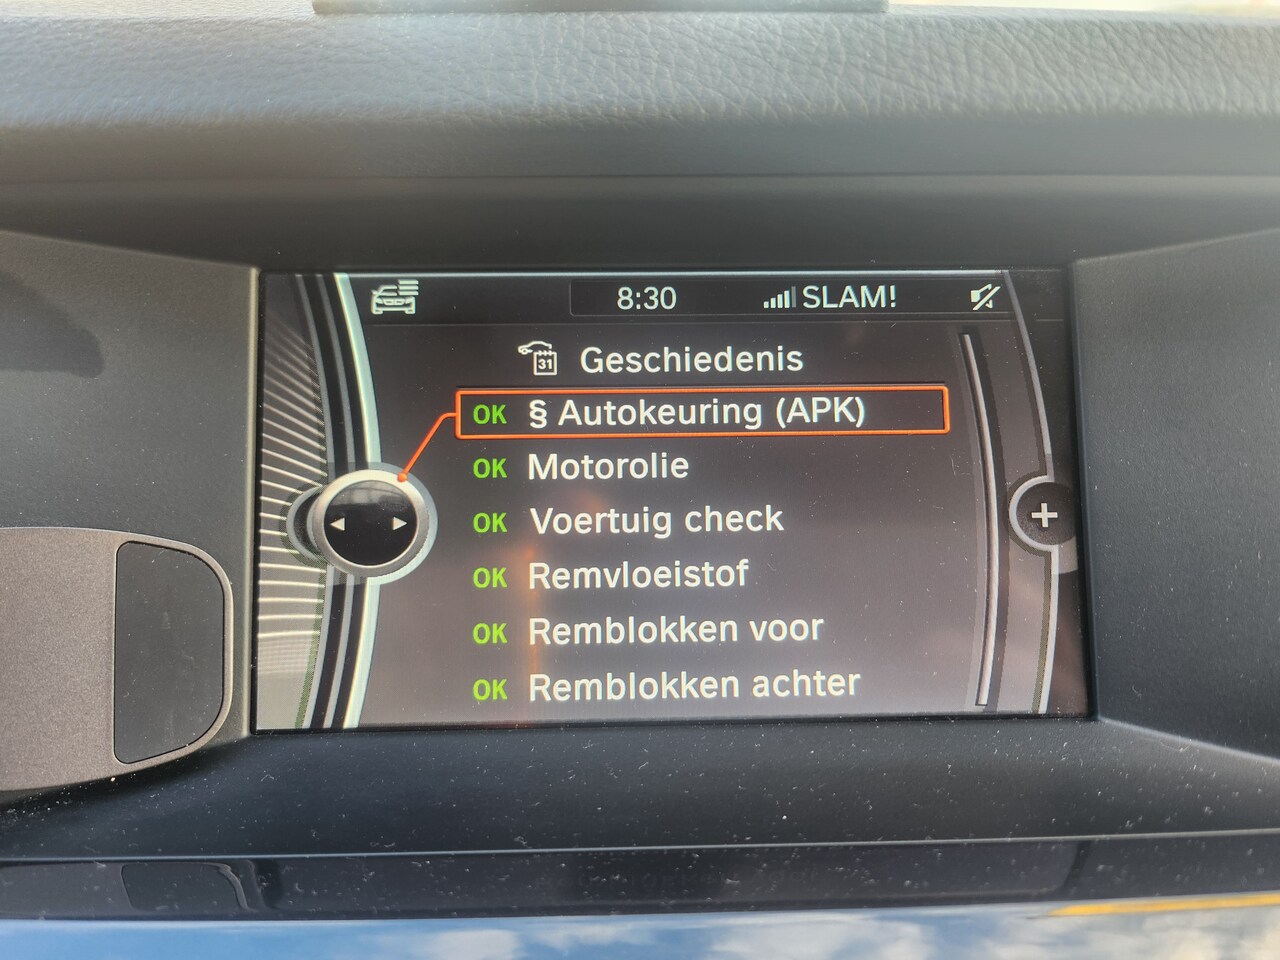 8:30 SLAM!
31 Geschiedenis
OK § Autokeuring (APK)
OK Motorolie
OK Voertuig check
OK Remvloeistof
OK Remblokken voor
OK Remblokken achter
+